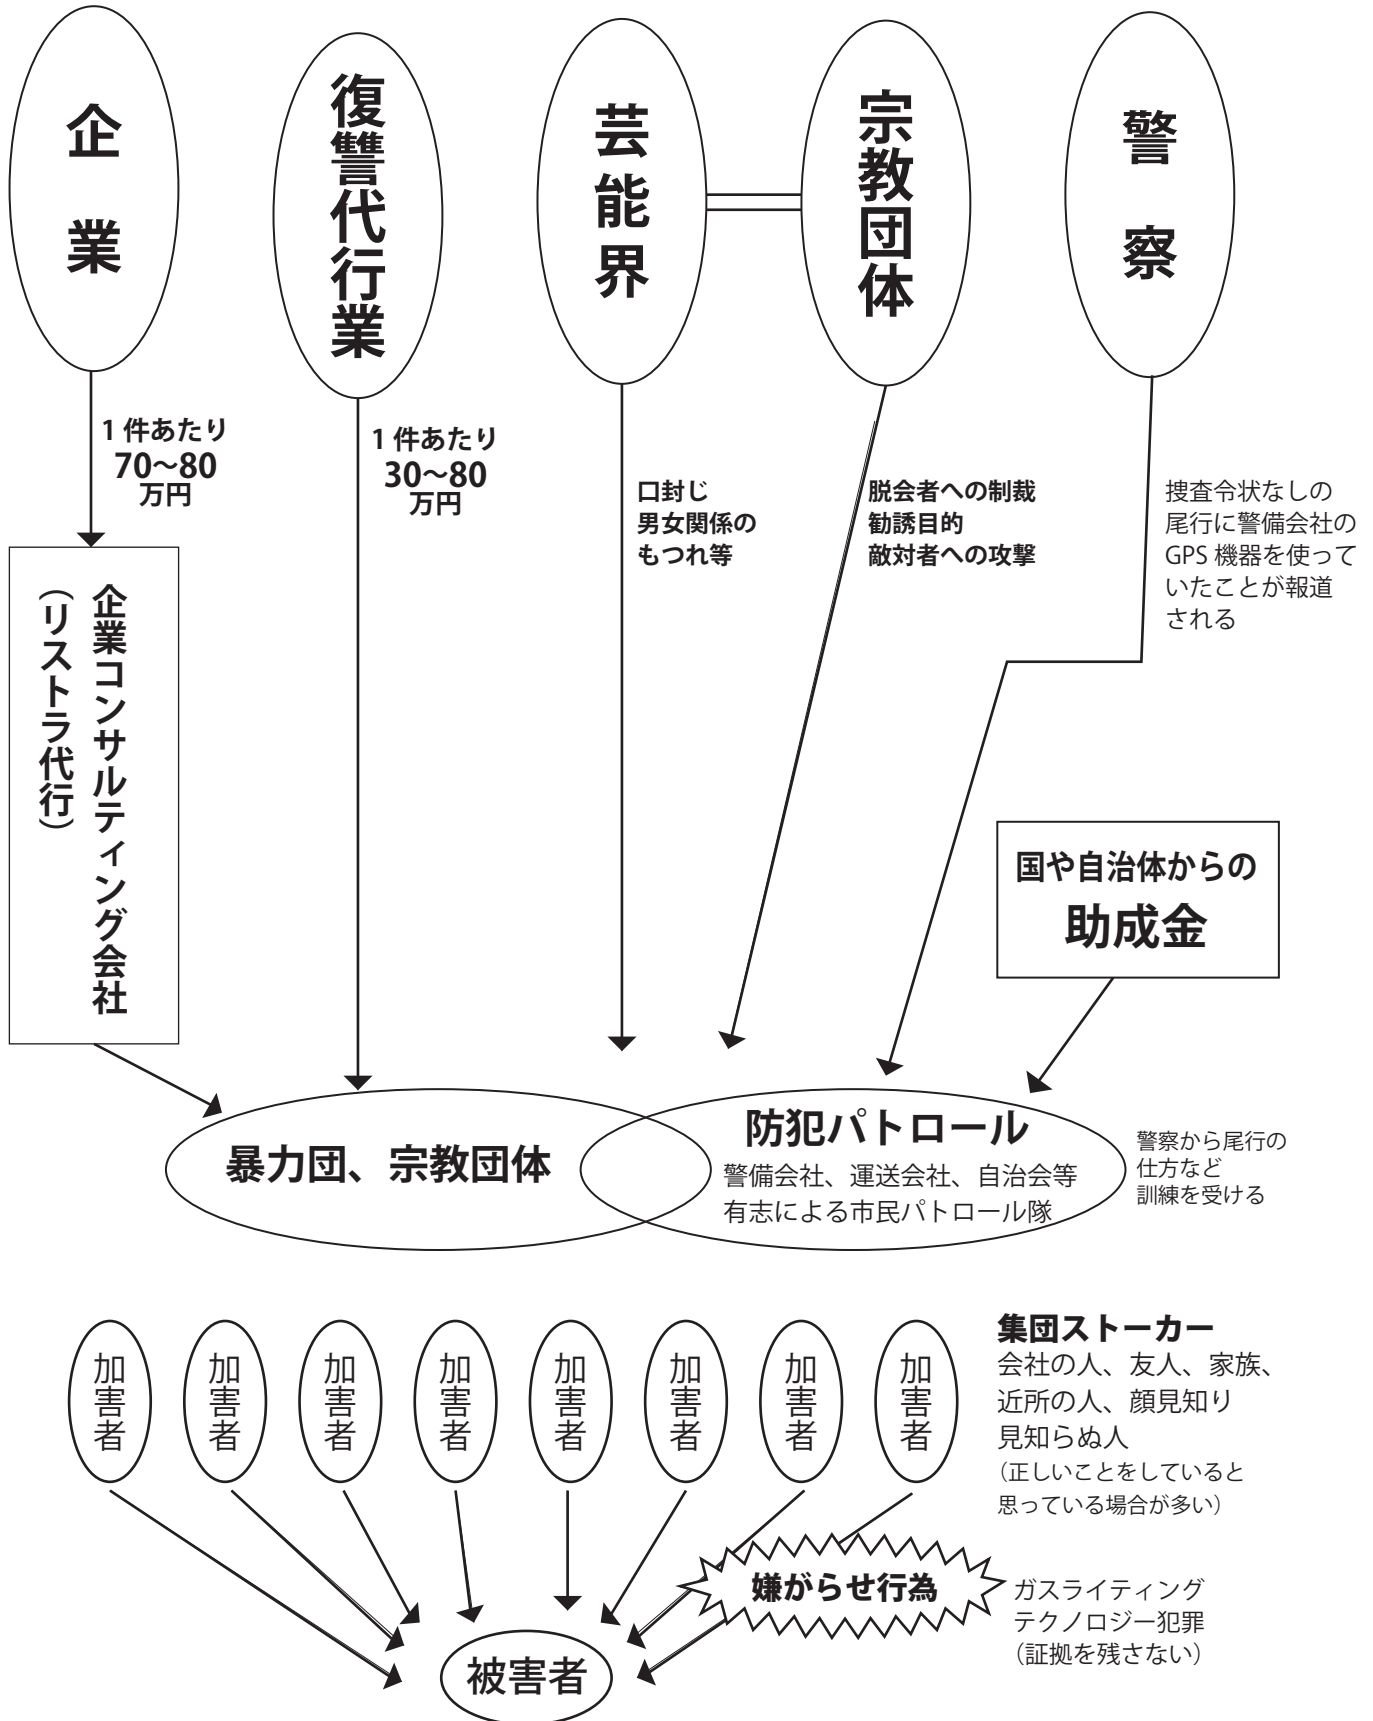 企業
復讐代行業
芸能界
宗教団体
警察
1 件あたり
70〜80
万円
1 件あたり
30〜80
万円
口封じ
男女関係の
もつれ等
脱会者への制裁
勧誘目的
敵対者への攻撃
捜査令状なしの
尾行に警備会社の
GPS 機器を使って
いたことが報道
される
企業コンサルティング会社
（リストラ代行）
国や自治体からの
助成金
暴力団、宗教団体
防犯パトロール
警備会社、運送会社、自治会等
有志による市民パトロール隊
警察から尾行の
仕方など
訓練を受ける
加害者
加害者
加害者
加害者
加害者
加害者
加害者
加害者
集団ストーカー
会社の人、友人、家族、
近所の人、顔見知り
見知らぬ人
（正しいことをしていると
思っている場合が多い）
嫌がらせ行為
ガスライティング
テクノロジー犯罪
（証拠を残さない）
被害者